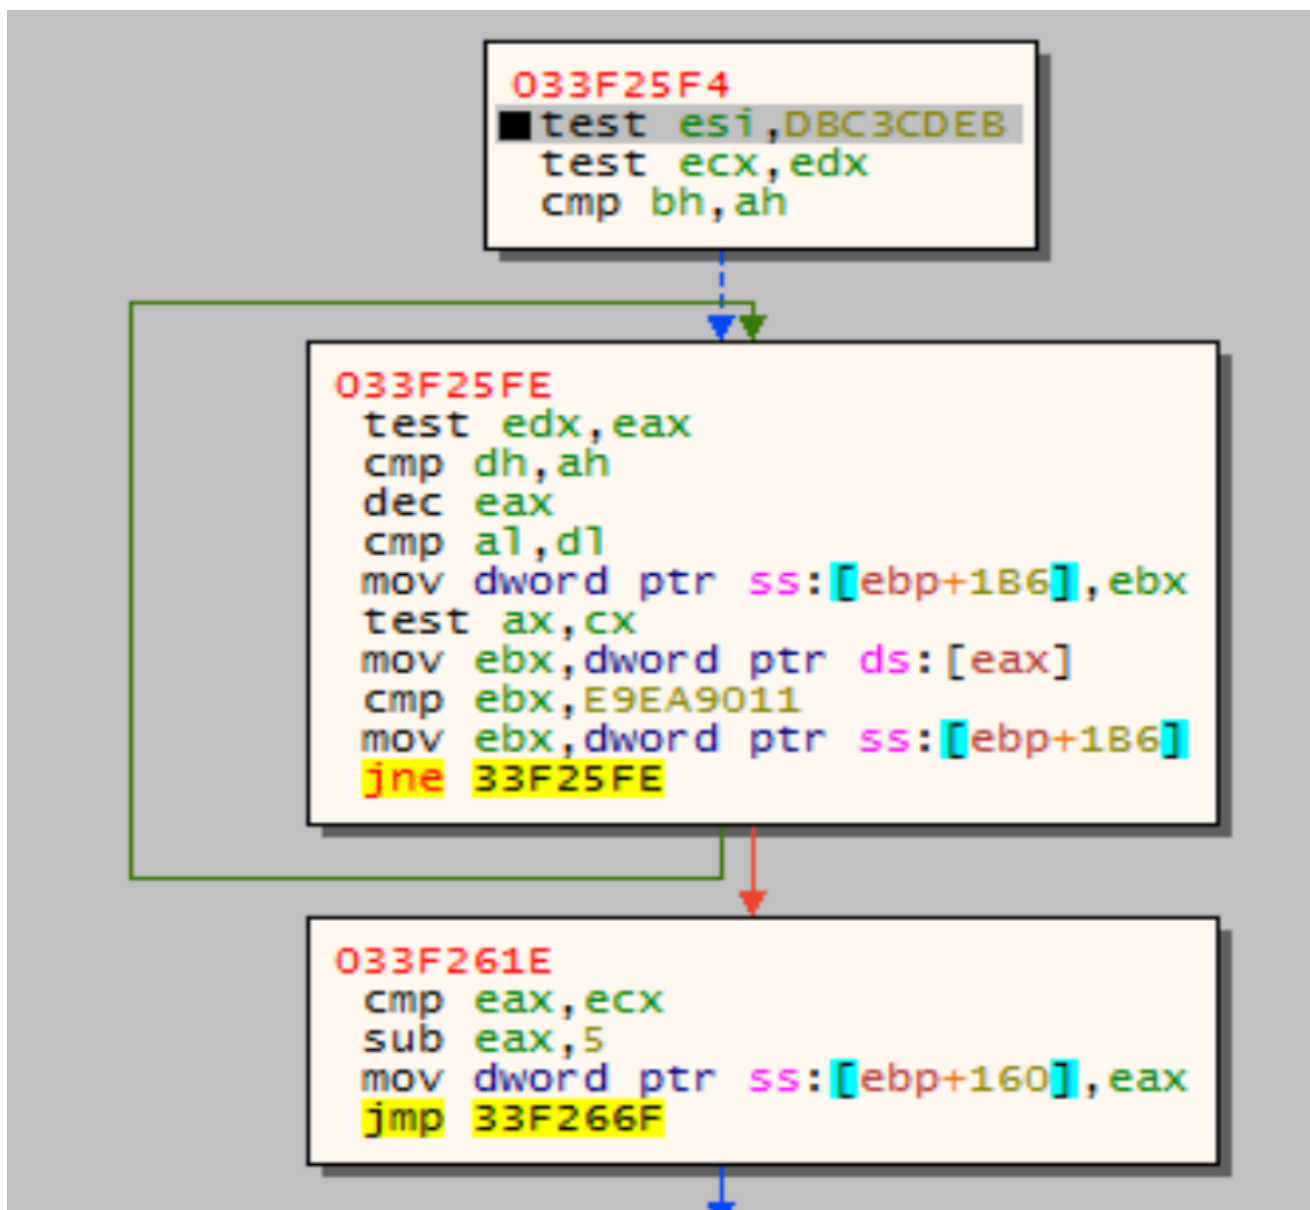 033F25F4
test esi,DBC3CDEB
test ecx,edx
cmp bh,ah
033F25FE
test edx,eax
cmp dh,ah
dec eax
cmp al,dl
mov dword ptr ss:[ebp+1B6],ebx
test ax,cx
mov ebx,dword ptr ds:[eax]
cmp ebx,E9EA9011
mov ebx,dword ptr ss:[ebp+1B6]
jne 33F25FE
033F261E
cmp eax,ecx
sub eax,5
mov dword ptr ss:[ebp+160],eax
jmp 33F266F